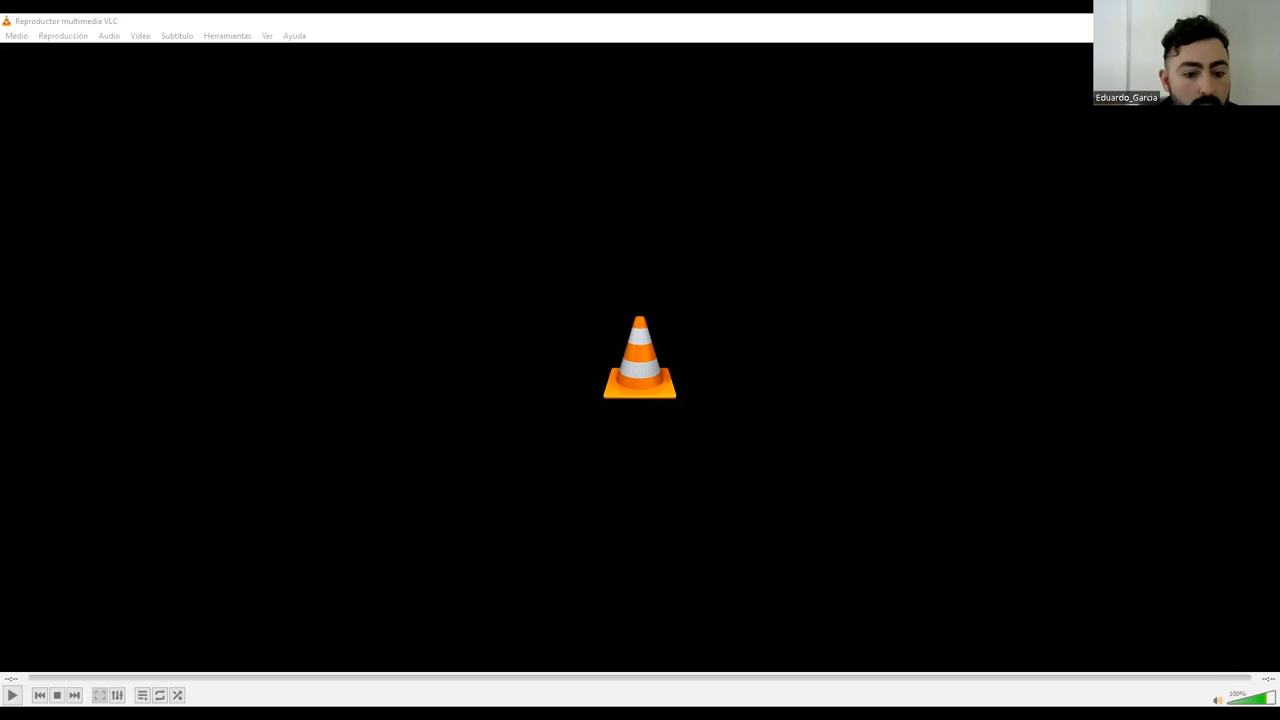 Reproductor multimedia VLC
Medio Reproducción Audio Vídeo Subtítulo Herramientas Ver Ayuda
Eduardo_Garcia
--:-- --:--
100%